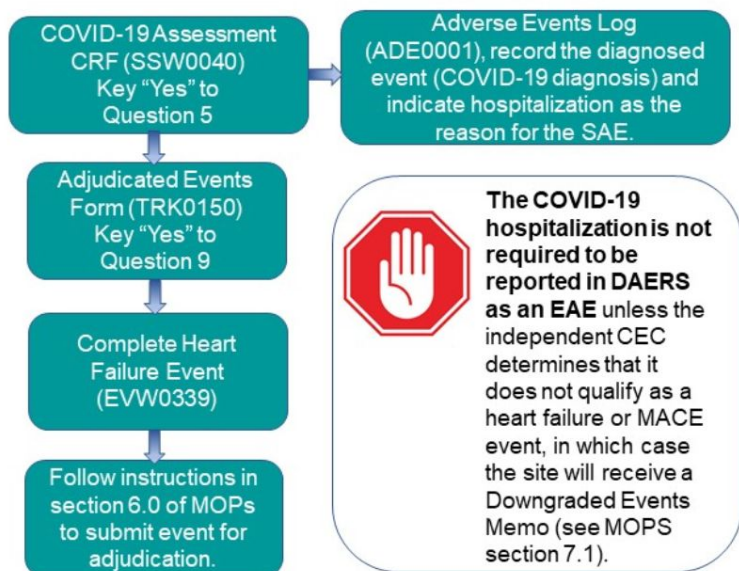 COVID-19 Assessment
CRF (SSW0040)
Key “Yes” to
Question 5
Adverse Events Log
(ADE0001), record the diagnosed
event (COVID-19 diagnosis) and
indicate hospitalization as the
reason for the SAE.
Adjudicated Events
Form (TRK0150)
Key “Yes” to
Question 9
Complete Heart
Failure Event
(EVW0339)
Follow instructions in
section 6.0 of MOPs
to submit event for
adjudication.
The COVID-19
hospitalization is not
required to be
reported in DAERS
as an EAE unless the
independent CEC
determines that it
does not qualify as a
heart failure or MACE
event, in which case
the site will receive a
Downgraded Events
Memo (see MOPS
section 7.1).